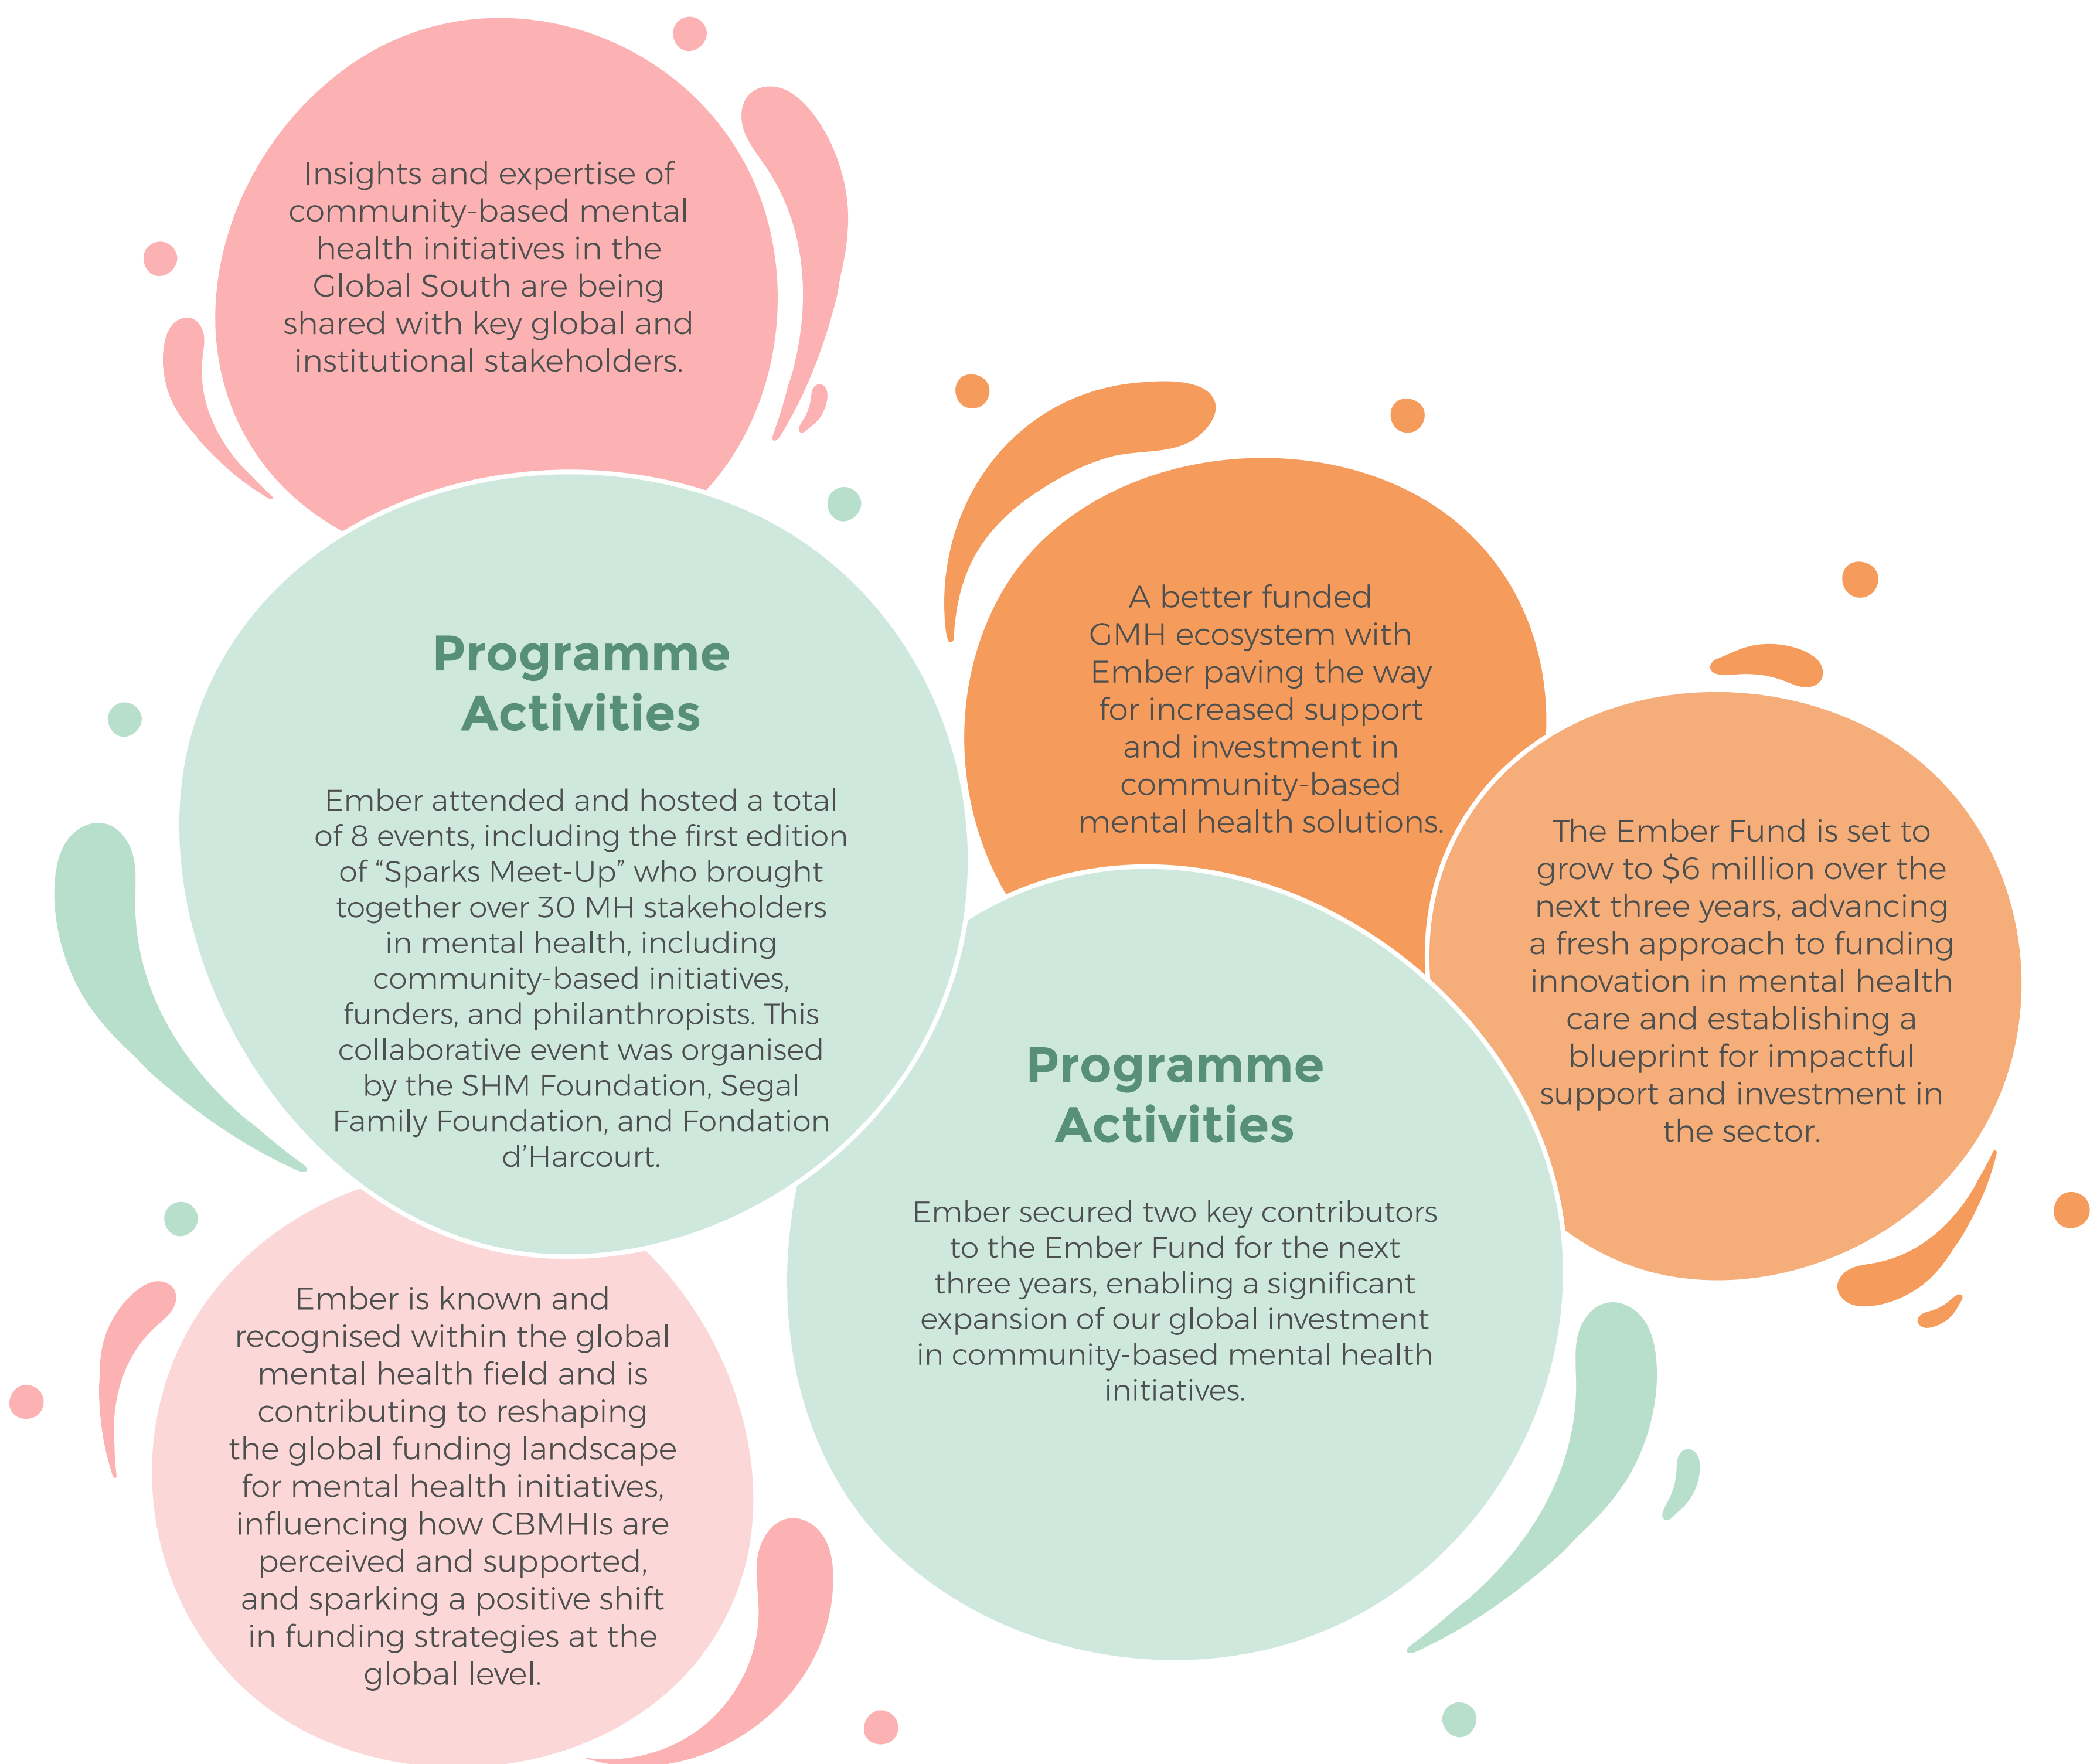 Insights and expertise of
community-based mental
health initiatives in the
Global South are being
shared with key global and
institutional stakeholders.
Programme
Activities
Ember attended and hosted a total
of 8 events, including the first edition
of “Sparks Meet-Up” who brought
together over 30 MH stakeholders
in mental health, including
community-based initiatives,
funders, and philanthropists. This
collaborative event was organised
by the SHM Foundation, Segal
Family Foundation, and Fondation
d’Harcourt.
Ember is known and
recognised within the global
mental health field and is
contributing to reshaping
the global funding landscape
for mental health initiatives,
influencing how CBMHIs are
perceived and supported,
and sparking a positive shift
in funding strategies at the
global level.
A better funded
GMH ecosystem with
Ember paving the way
for increased support
and investment in
community-based
mental health solutions.
Programme
Activities
Ember secured two key contributors
to the Ember Fund for the next
three years, enabling a significant
expansion of our global investment
in community-based mental health
initiatives.
The Ember Fund is set to
grow to $6 million over the
next three years, advancing
a fresh approach to funding
innovation in mental health
care and establishing a
blueprint for impactful
support and investment in
the sector.